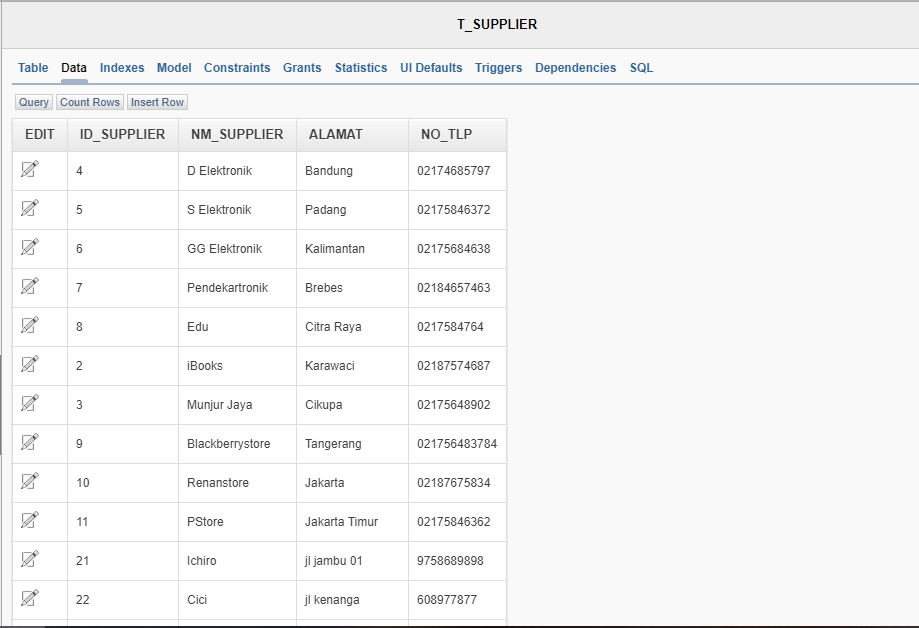 T_SUPPLIER
Table Data Indexes Model Constraints Grants Statistics UI Defaults Triggers Dependencies SQL
Query Count Rows Insert Row
EDIT ID_SUPPLIER NM_SUPPLIER ALAMAT NO_TLP
4 D Elektronik Bandung 02174685797
5 S Elektronik Padang 02175846372
6 GG Elektronik Kalimantan 02175684638
7 Pendekartronik Brebes 02184657463
8 Edu Citra Raya 0217584764
2 iBooks Karawaci 02187574687
3 Munjur Jaya Cikupa 02175648902
9 Blackberrystore Tangerang 021756483784
10 Renanstore Jakarta 02187675834
11 PStore Jakarta Timur 02175846362
21 Ichiro jl jambu 01 9758689898
22 Cici jl kenanga 608977877